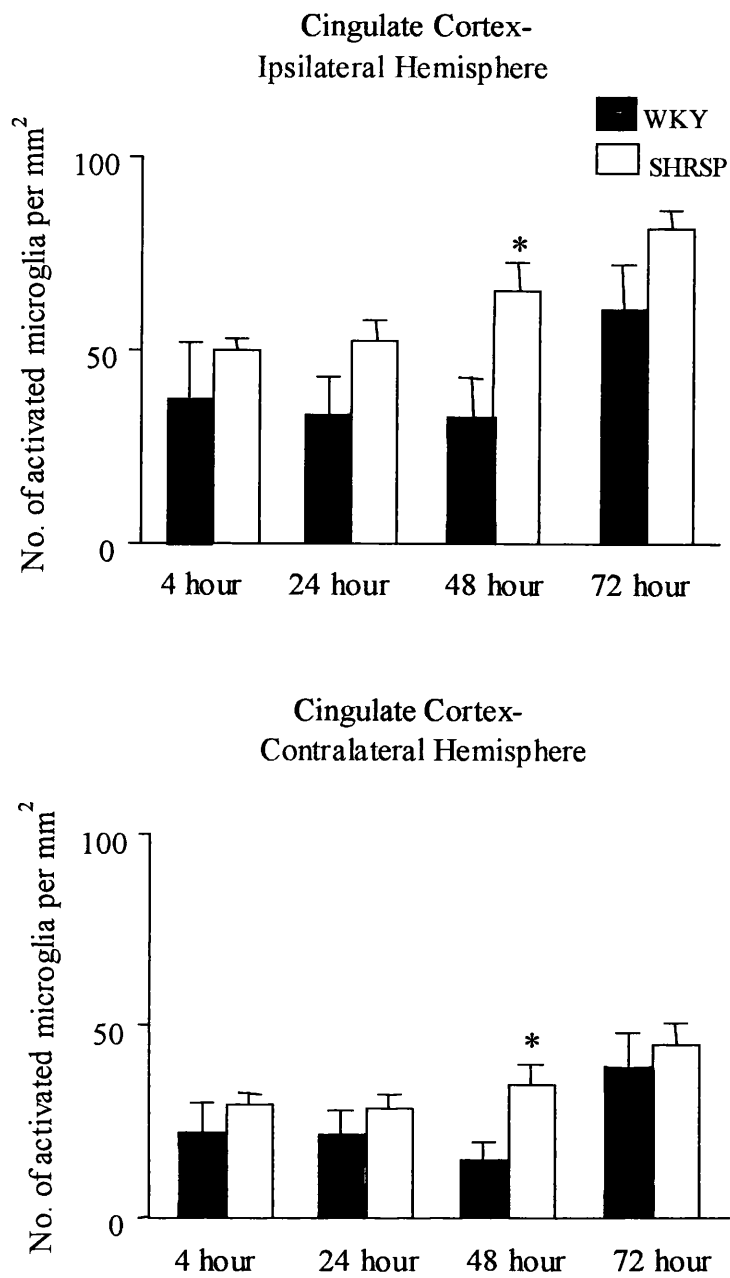 Cingulate Cortex-
Ipsilateral Hemisphere
WKY
SHRSP
No. of activated microglia per mm²
100
50
0
*
4 hour 24 hour 48 hour 72 hour
Cingulate Cortex-
Contralateral Hemisphere
No. of activated microglia per mm²
100
50
0
*
4 hour 24 hour 48 hour 72 hour